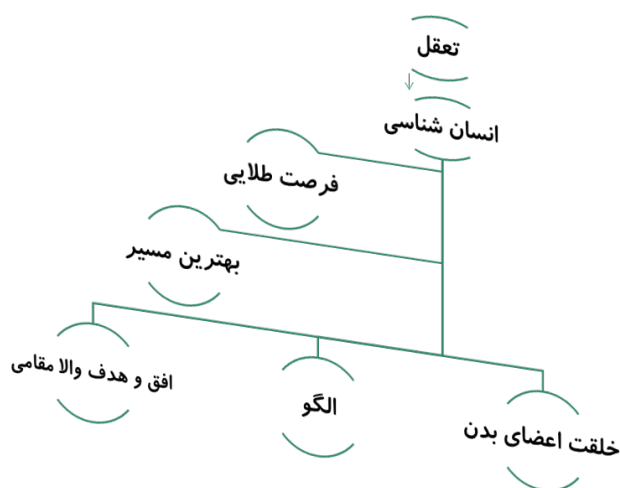 تعقل
انسان شناسی
فرصت طلایی
بهترین مسیر
خلقت اعضای بدن
الگو
افق و هدف والا مقامی